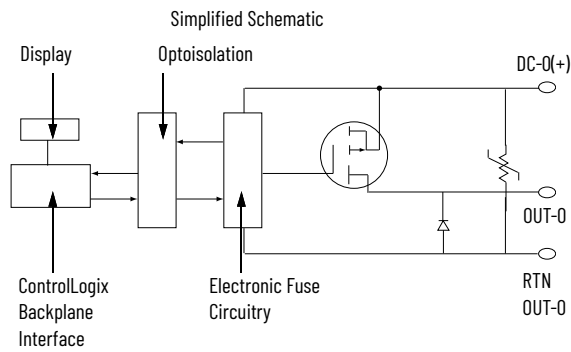 Simplified Schematic
Display
Optoisolation
DC-0(+)
OUT-0
ControlLogix
Backplane
Interface
Electronic Fuse
Circuitry
RTN
OUT-0